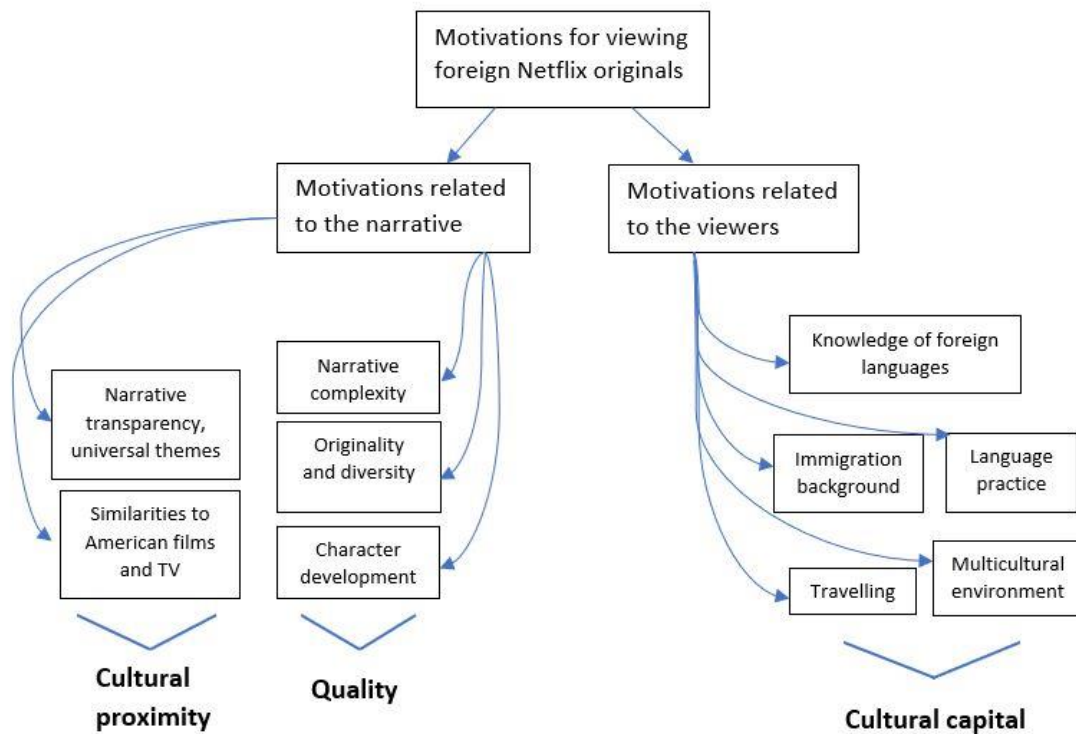 Motivations for viewing
foreign Netflix originals
Motivations related
to the narrative
Motivations related
to the viewers
Narrative
transparency,
universal themes
Similarities to
American films
and TV
Cultural
proximity
Narrative
complexity
Originality
and diversity
Character
development
Quality
Knowledge of foreign
languages
Immigration
background
Language
practice
Travelling
Multicultural
environment
Cultural capital